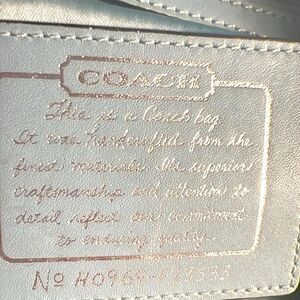 COACH
This is a Coach bag
It was handcrafted from the
finest materials. The superior
craftsmanship and attention to
detail reflect our commitment
to enduring quality.
No H0969-